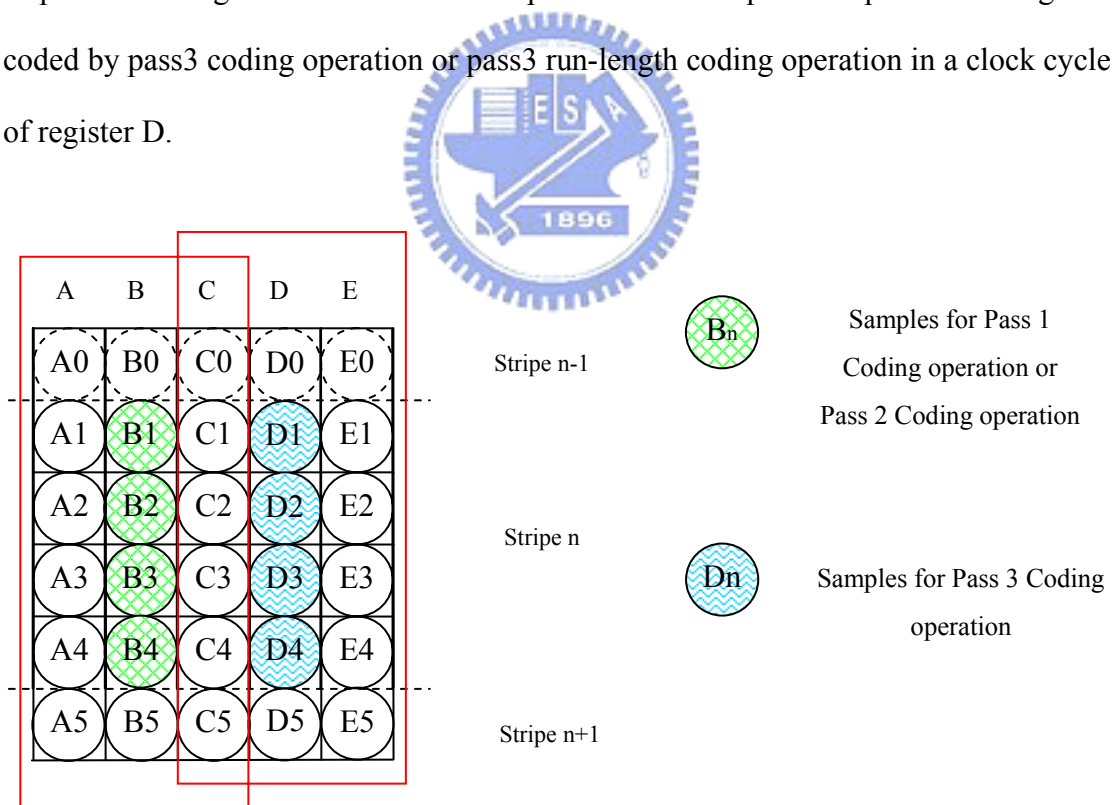 coded by pass3 coding operation or pass3 run-length coding operation in a clock cycle
of register D.
E S A
1896
A B C D E
A0 B0 C0 D0 E0
Stripe n-1
A1 B1 C1 D1 E1
A2 B2 C2 D2 E2
Stripe n
A3 B3 C3 D3 E3
A4 B4 C4 D4 E4
A5 B5 C5 D5 E5
Stripe n+1
Bn
Samples for Pass 1
Coding operation or
Pass 2 Coding operation
Dn
Samples for Pass 3 Coding
operation